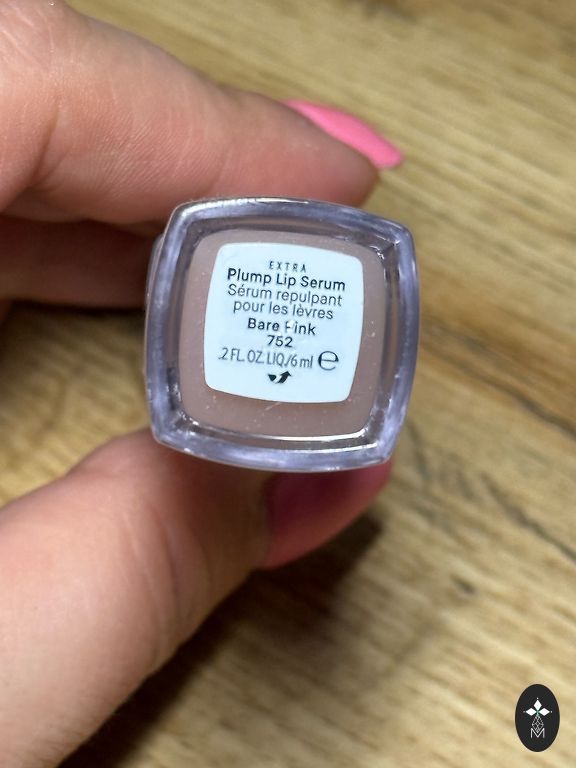 EXTRA
Plump Lip Serum
Sérum repulpant
pour les lèvres
Bare Pink
752
.2 FL. OZ. LIQ./6 ml ℮
M